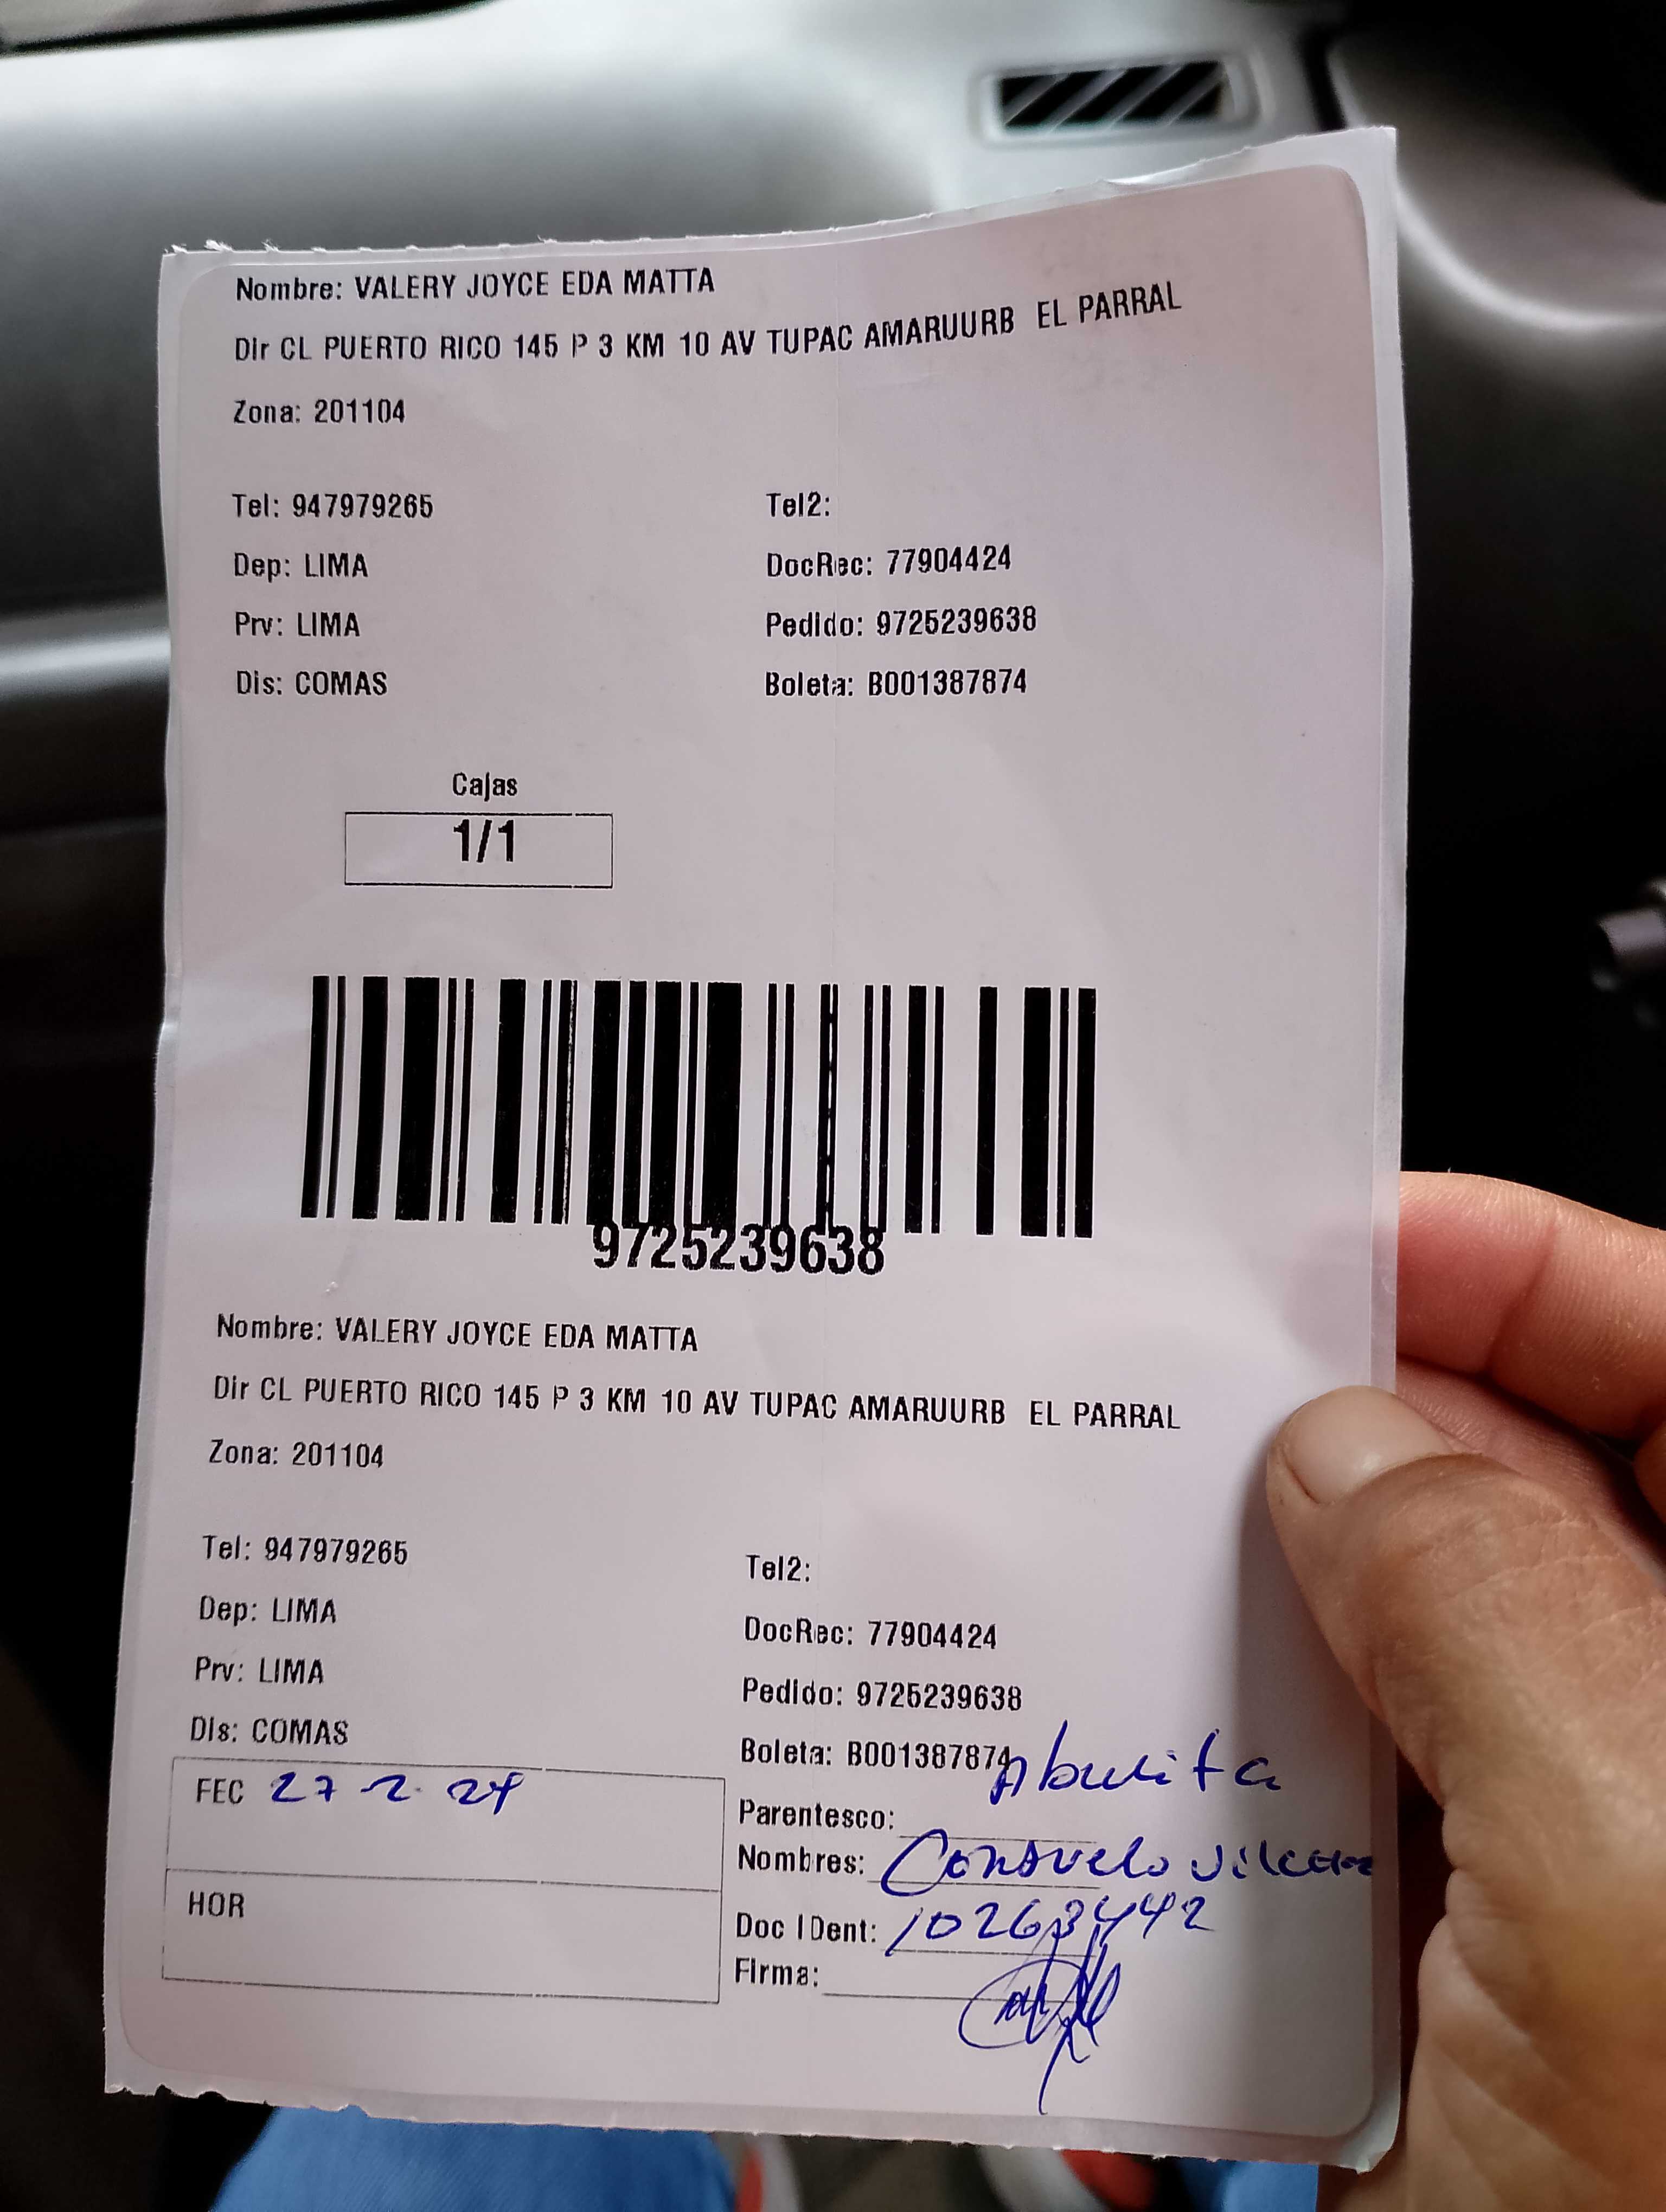 Nombre: VALERY JOYCE EDA MATTA
Dir CL PUERTO RICO 145 P 3 KM 10 AV TUPAC AMARUURB EL PARRAL
Zona: 201104
Tel: 947979265 Tel2:
Dep: LIMA DocRec: 77904424
Prv: LIMA Pedido: 9725239638
Dis: COMAS Boleta: B001387874
Cajas
1/1
9725239638
Nombre: VALERY JOYCE EDA MATTA
Dir CL PUERTO RICO 145 P 3 KM 10 AV TUPAC AMARUURB EL PARRAL
Zona: 201104
Tel: 947979265 Tel2:
Dep: LIMA DocRec: 77904424
Prv: LIMA Pedido: 9725239638
Dis: COMAS Boleta: B001387874
FEC 27-2-24
HOR
Abuelita
Parentesco:
Nombres: Consuelo
Doc IDent: 10263442
Firma: